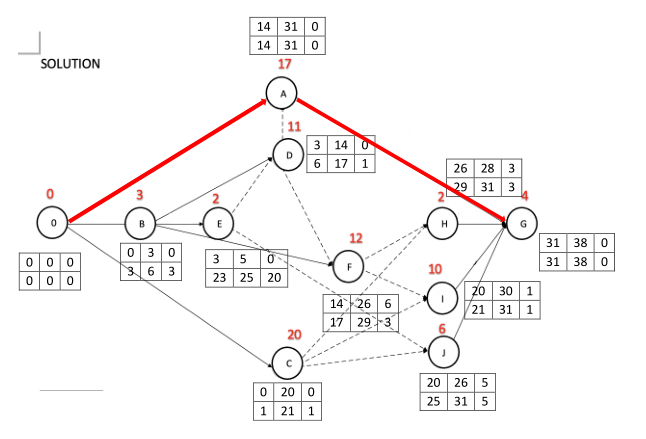 14 31 0
14 31 0
SOLUTION
17
A
11
3 14 0
6 17 1
D
26 28 3
29 31 3
0
3
2
2
4
0
B
E
H
G
0 0 0
0 0 0
0 3 0
3 6 3
3 5 0
23 25 20
12
F
31 38 0
31 38 0
10
I
20 30 1
21 31 1
14 26 6
17 29 3
20
C
6
J
0 20 0
1 21 1
20 26 5
25 31 5